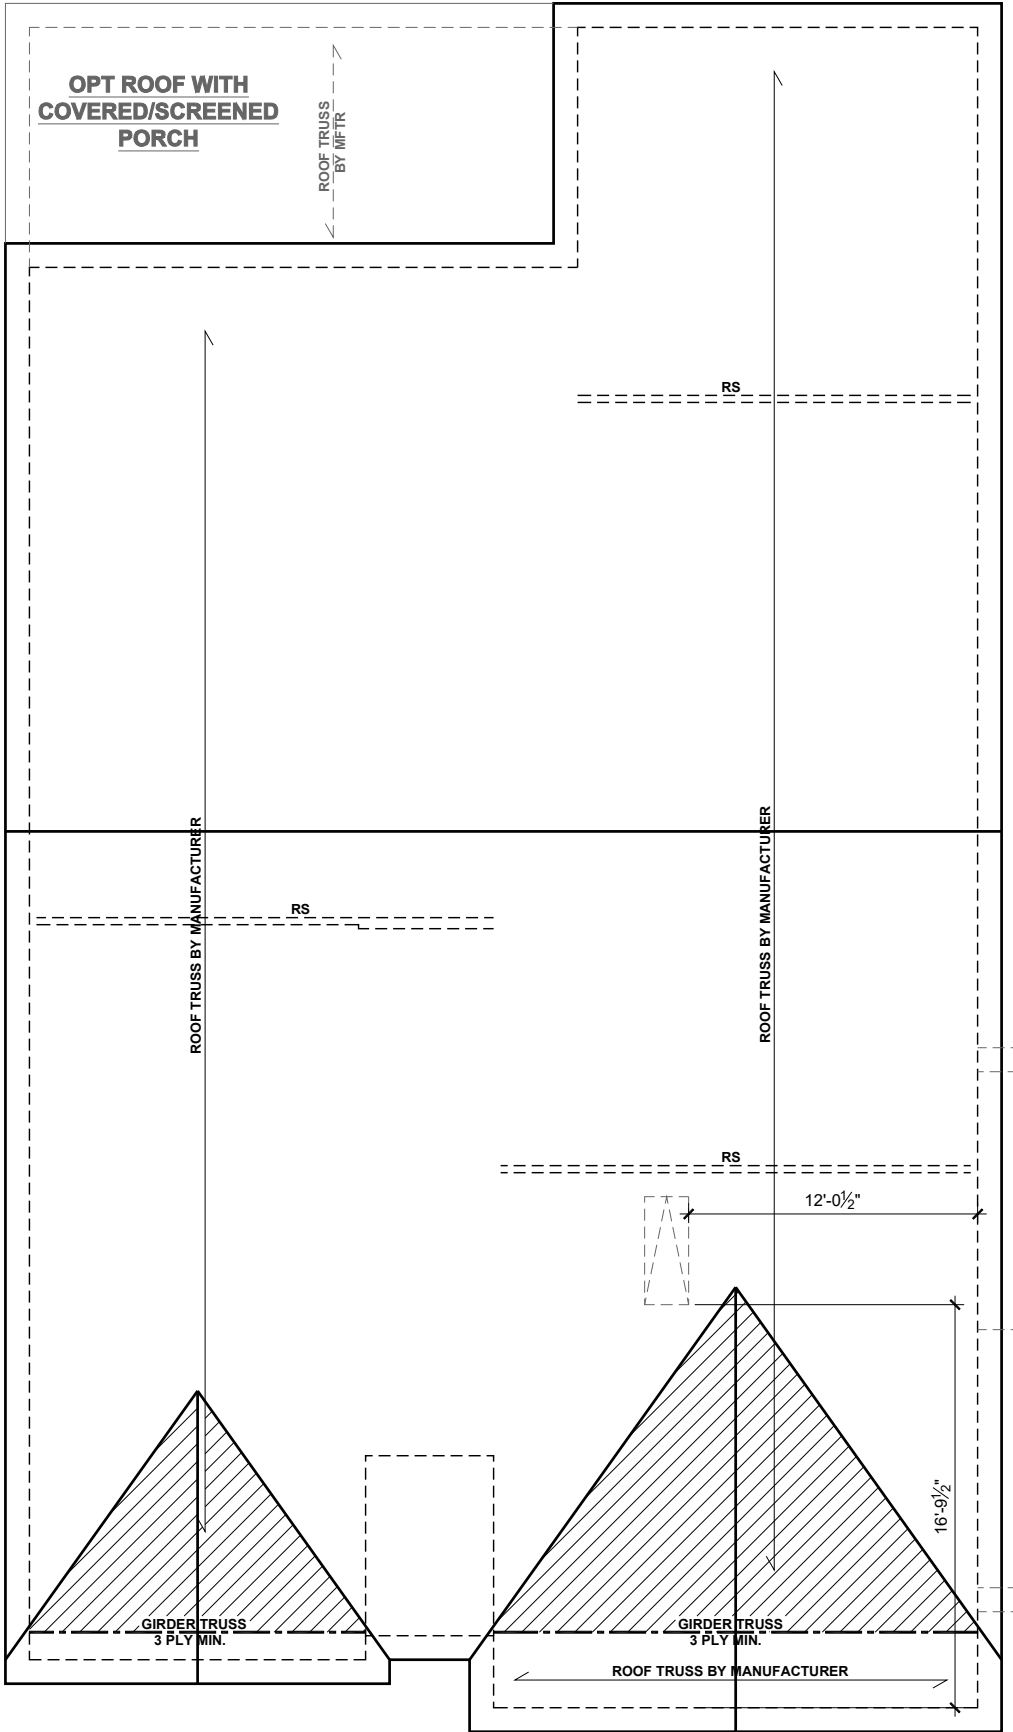 OPT ROOF WITH
COVERED/SCREENED
PORCH
ROOF TRUSS
BY MFTR
RS
ROOF TRUSS BY MANUFACTURER
ROOF TRUSS BY MANUFACTURER
RS
RS
12'-0½"
16'-9½"
GIRDER TRUSS
3 PLY MIN.
GIRDER TRUSS
3 PLY MIN.
ROOF TRUSS BY MANUFACTURER